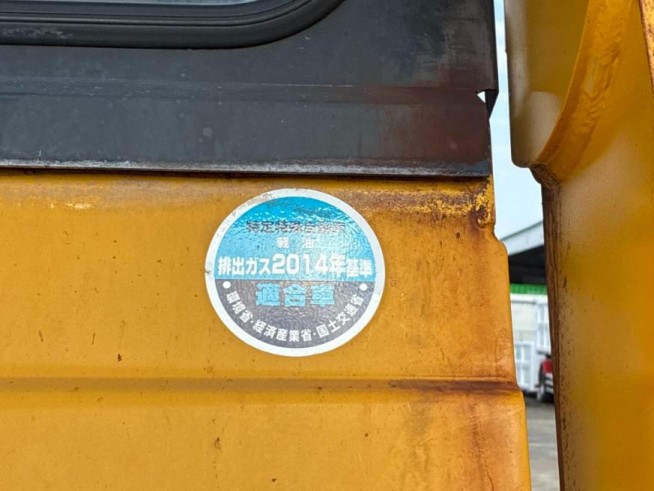 特定特殊自動車
軽油
排出ガス2014年基準
適合車
・環境省・経済産業省・国土交通省・